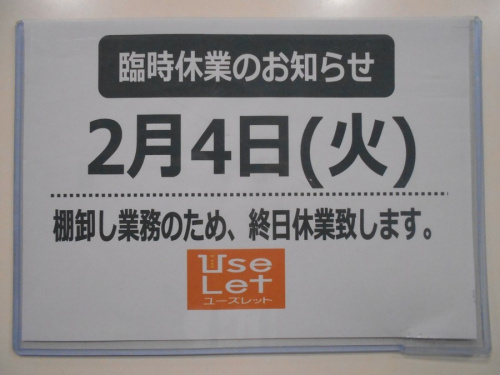 臨時休業のお知らせ
2月4日(火)
棚卸し業務のため、終日休業致します。
Use
Let
ユーズレット